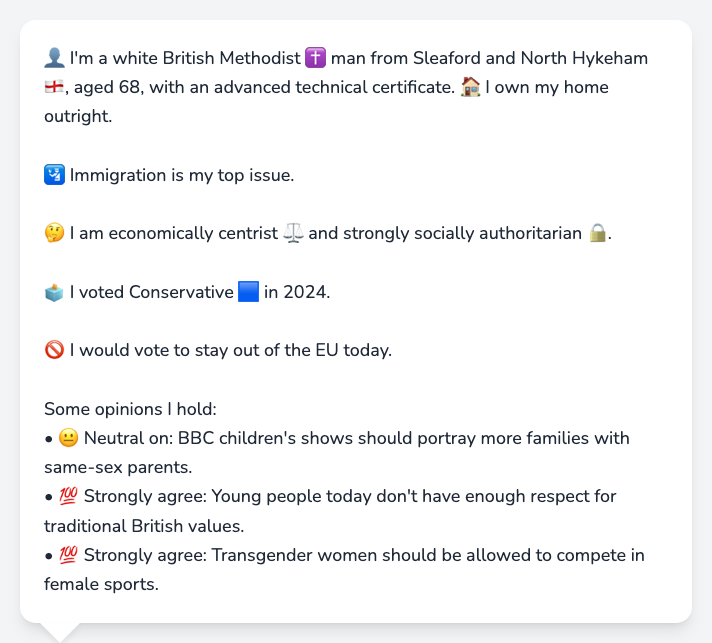 👤 I'm a white British Methodist ✝️ man from Sleaford and North Hykeham
🏴󠁧󠁢󠁥󠁮󠁧󠁿, aged 68, with an advanced technical certificate. 🏠 I own my home
outright.
🛂 Immigration is my top issue.
🤔 I am economically centrist ⚖️ and strongly socially authoritarian 🔒.
🗳️ I voted Conservative 🟦 in 2024.
🚫 I would vote to stay out of the EU today.
Some opinions I hold:
• 😐 Neutral on: BBC children's shows should portray more families with
same-sex parents.
• 💯 Strongly agree: Young people today don't have enough respect for
traditional British values.
• 💯 Strongly agree: Transgender women should be allowed to compete in
female sports.